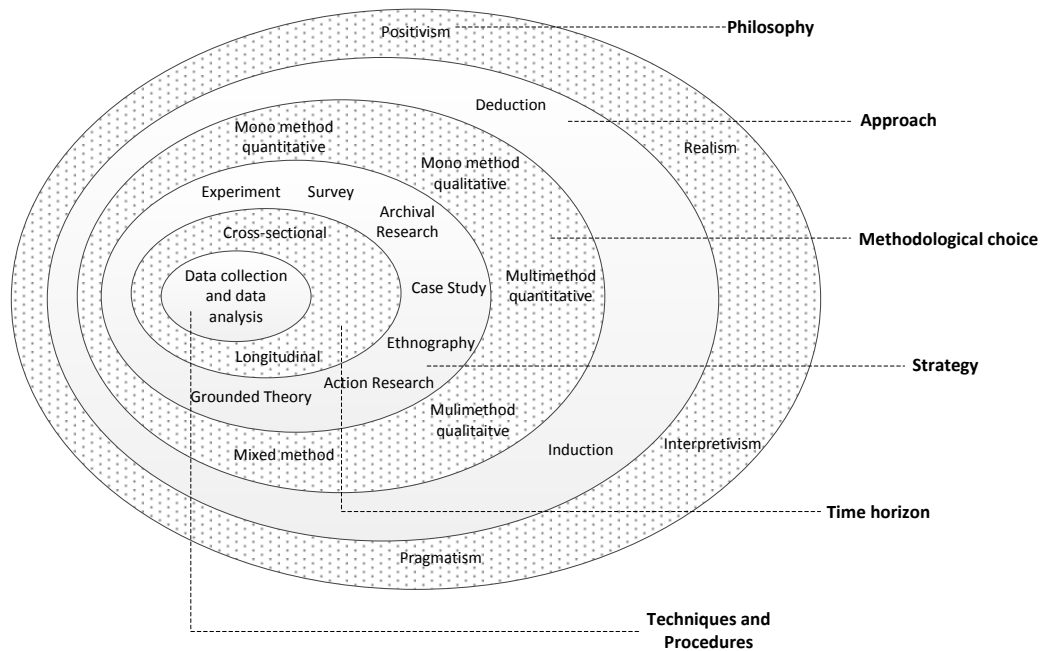 Positivism
Philosophy
Deduction
Approach
Realism
Mono method
quantitative
Mono method
qualitative
Experiment
Survey
Archival
Research
Cross-sectional
Methodological choice
Data collection
and data
analysis
Case Study
Multimethod
quantitative
Ethnography
Longitudinal
Strategy
Action Research
Grounded Theory
Mulimethod
qualitaitve
Mixed method
Induction
Interpretivism
Time horizon
Pragmatism
Techniques and
Procedures